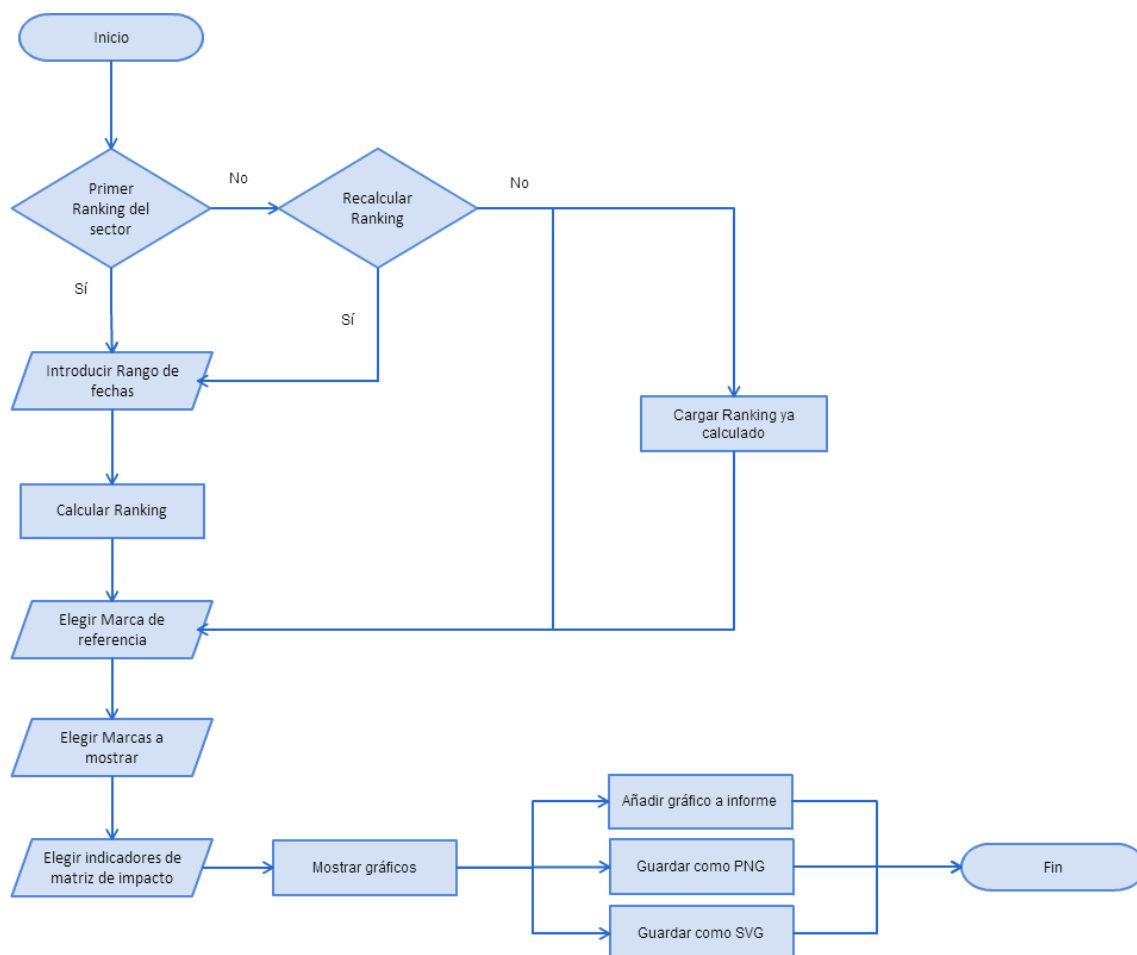 Inicio
Primer
Ranking del
sector
No
Recalcular
Ranking
No
Sí
Sí
Introducir Rango de
fechas
Cargar Ranking ya
calculado
Calcular Ranking
Elegir Marca de
referencia
Elegir Marcas a
mostrar
Elegir indicadores de
matriz de impacto
Mostrar gráficos
Añadir gráfico a informe
Guardar como PNG
Guardar como SVG
Fin